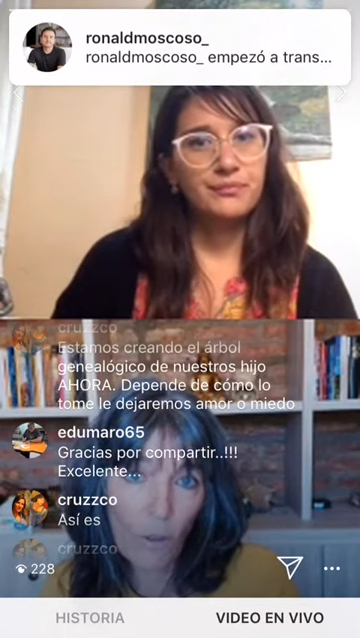 ronaldmoscoso_
ronaldmoscoso_ empezó a trans...
cruzzco
Estamos creando el árbol
genealógico de nuestros hijo
AHORA. Depende de cómo lo
tome le dejaremos amor o miedo
edumaro65
Gracias por compartir..!!!
Excelente...
cruzzco
Así es
cruzzco
228
HISTORIA
VIDEO EN VIVO